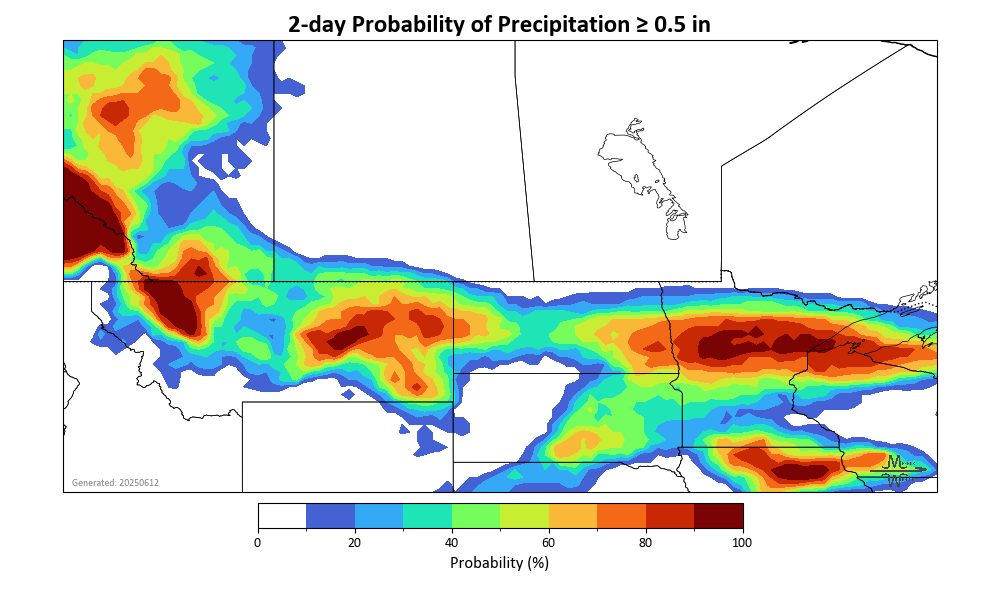 2-day Probability of Precipitation ≥ 0.5 in
Generated: 20250612
0 20 40 60 80 100
Probability (%)